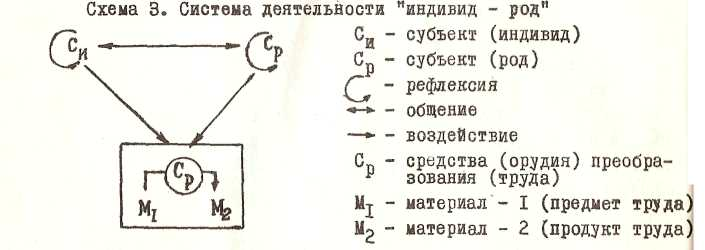 Схема 3. Система деятельности "индивид - род"
Си
Ср
Ср
М1
М2
Си - субъект (индивид)
Ср - субъект (род)
- рефлексия
- общение
- воздействие
Ср - средства (орудия) преобра-
зования (труда)
МI - материал - I (предмет труда)
М2 - материал - 2 (продукт труда)